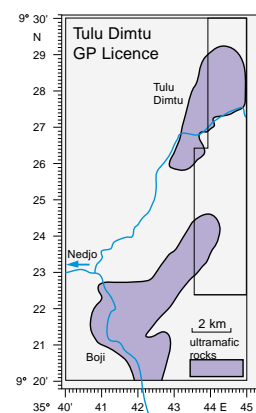 9° 30'
N
29
28
27
26
25
24
23
22
21
9° 20'
Tulu Dimtu
GP Licence
Tulu
Dimtu
Nedjo
Boji
2 km
ultramafic
rocks
35° 40' 41 42 43 44 E 45